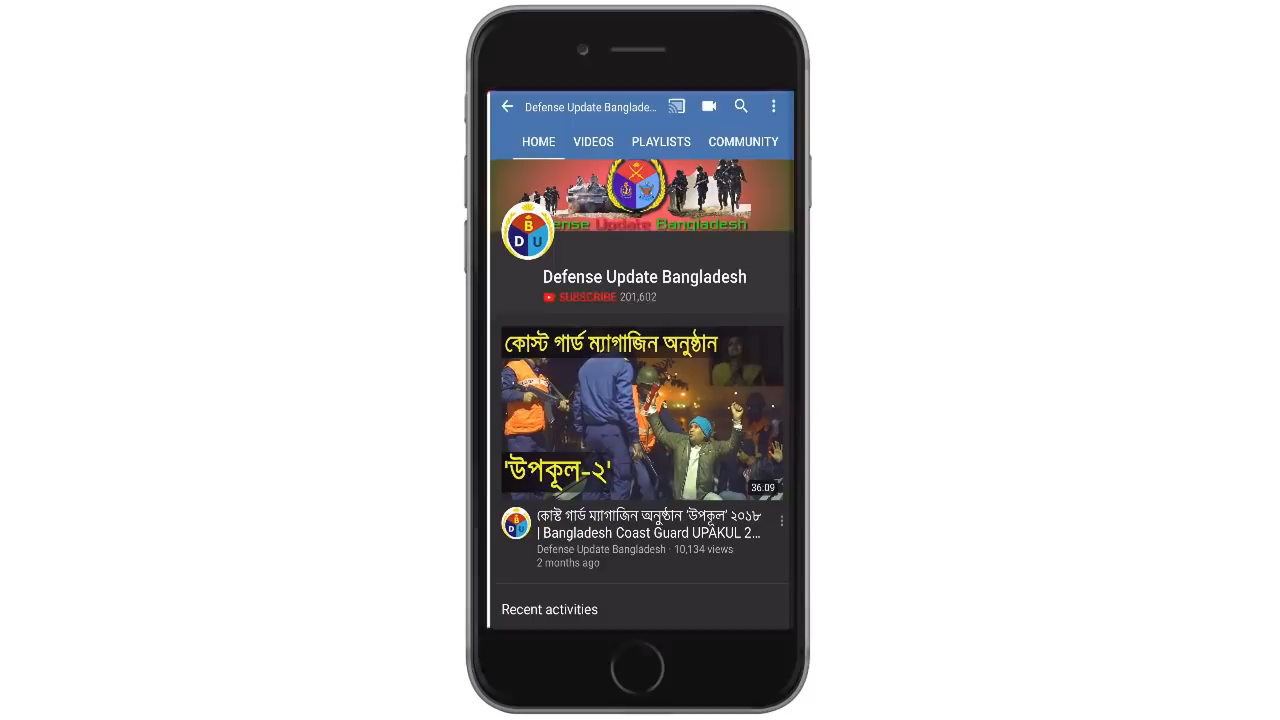 Defense Update Banglade...
HOME VIDEOS PLAYLISTS COMMUNITY
ense Update Bangladesh
B
D U
Defense Update Bangladesh
SUBSCRIBE 201,602
কোস্ট গার্ড ম্যাগাজিন অনুষ্ঠান
'উপকূল-২'
36:09
B
D U
কোস্ট গার্ড ম্যাগাজিন অনুষ্ঠান 'উপকূল' ২০১৮
| Bangladesh Coast Guard UPAKUL 2...
Defense Update Bangladesh · 10,134 views
2 months ago
Recent activities